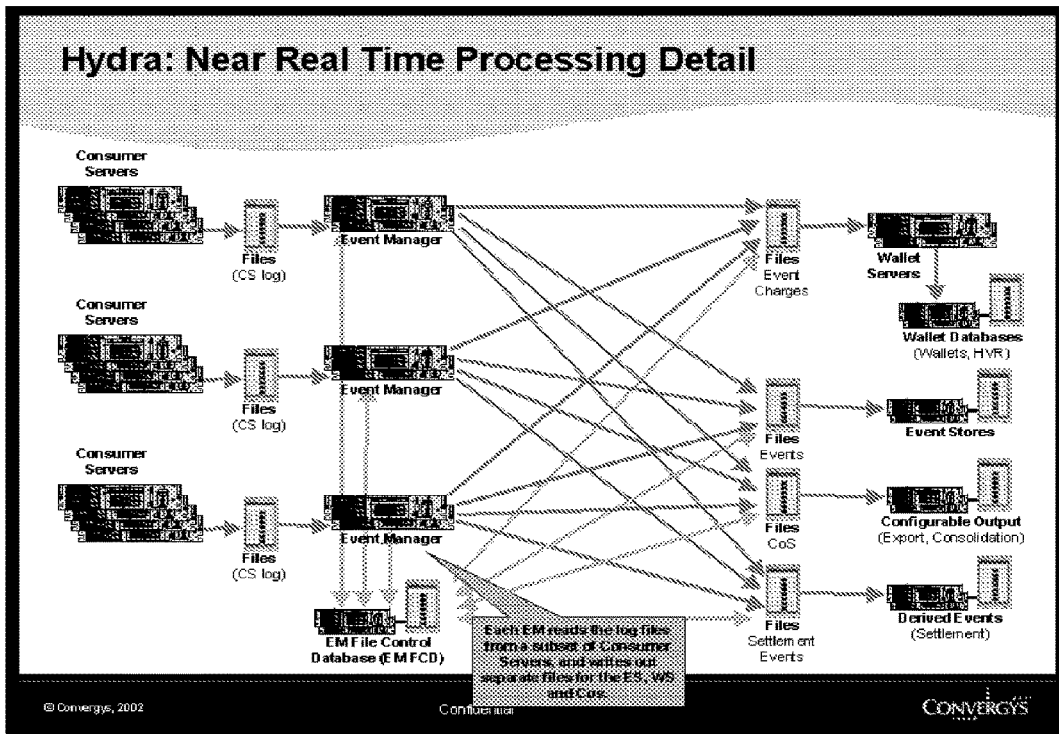 Hydra: Near Real Time Processing Detail
Consumer
Servers
Files
(CS log)
Event Manager
Files
Event
Charges
Wallet
Servers
Wallet Databases
(Wallets, HVR)
Consumer
Servers
Files
(CS log)
Event Manager
Files
Events
Event Stores
Consumer
Servers
Files
(CS log)
Event Manager
Files
CoS
Configurable Output
(Export, Consolidation)
EM File Control
Database (EM FCD)
Each EM reads the log files
from a subset of Consumer
Servers, and writes out
separate files for the ES, WS
and Cos.
Files
Settlement
Events
Derived Events
(Settlement)
© Convergys, 2002
Confidential
CONVERGYS